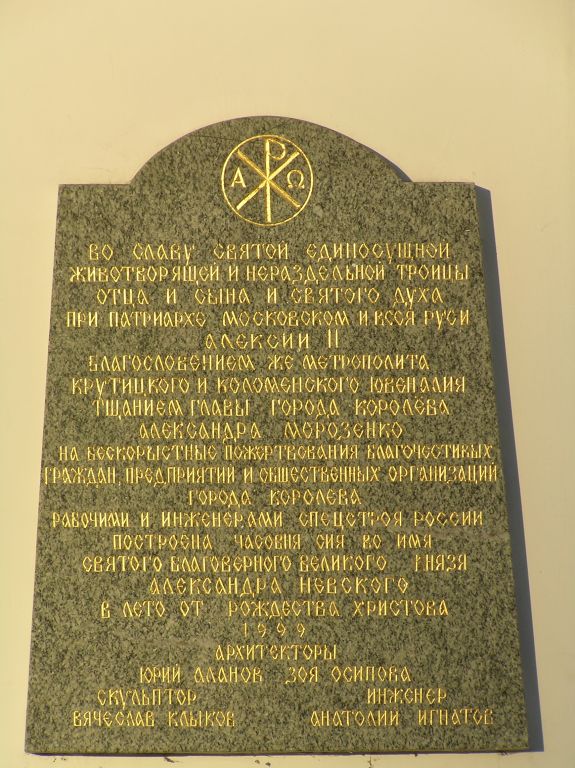 Α Ρ Ω
ВО СЛАВУ СВЯТОЙ ЕДИНОСУЩНОЙ
ЖИВОТВОРЯЩЕЙ И НЕРАЗДЕЛЬНОЙ ТРОИЦЫ
ОТЦА И СЫНА И СВЯТОГО ДУХА
ПРИ ПАТРИАРХЕ МОСКОВСКОМ И ВСЕЯ РУСИ
АЛЕКСИИ II
БЛАГОСЛОВЕНИЕМ ЖЕ МЕТРОПОЛИТА
КРУТИЦКОГО И КОЛОМЕНСКОГО ЮВЕНАЛИЯ
ТЩАНИЕМ ГЛАВЫ ГОРОДА КОРОЛЁВА
АЛЕКСАНДРА МОРОЗЕНКО
НА БЕСКОРЫСТНЫЕ ПОЖЕРТВОВАНИЯ БЛАГОЧЕСТИВЫХ
ГРАЖДАН, ПРЕДПРИЯТИЙ И ОБЩЕСТВЕННЫХ ОРГАНИЗАЦИЙ
ГОРОДА КОРОЛЁВА
РАБОЧИМИ И ИНЖЕНЕРАМИ СПЕЦСТРОЯ РОССИИ
ПОСТРОЕНА ЧАСОВНЯ СИЯ ВО ИМЯ
СВЯТОГО БЛАГОВЕРНОГО ВЕЛИКОГО КНЯЗЯ
АЛЕКСАНДРА НЕВСКОГО
В ЛЕТО ОТ РОЖДЕСТВА ХРИСТОВА
1999
АРХИТЕКТОРЫ
ЮРИЙ АЛАНОВ ЗОЯ ОСИПОВА
СКУЛЬПТОР ИНЖЕНЕР
ВЯЧЕСЛАВ КЛЫКОВ АНАТОЛИЙ ИГНАТОВ